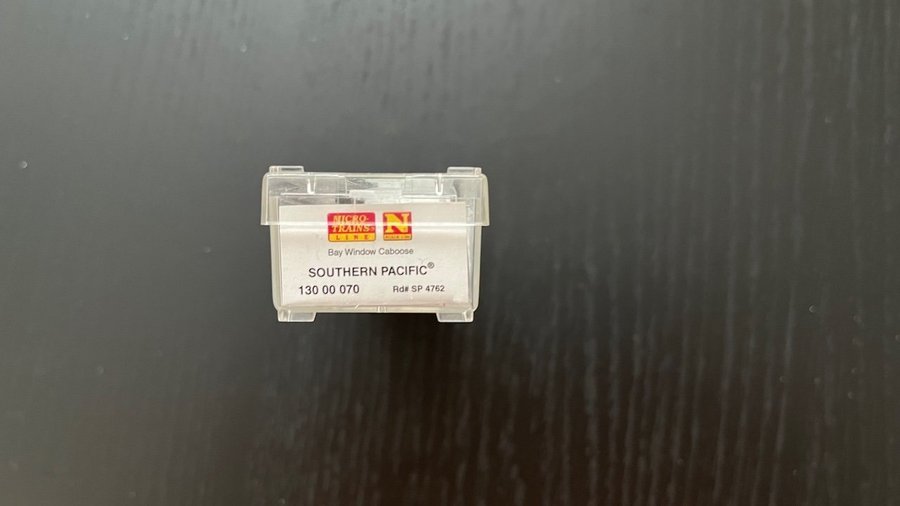 MICRO-
TRAINS®
LINE
N
Bay Window Caboose
SOUTHERN PACIFIC®
130 00 070 Rd# SP 4762